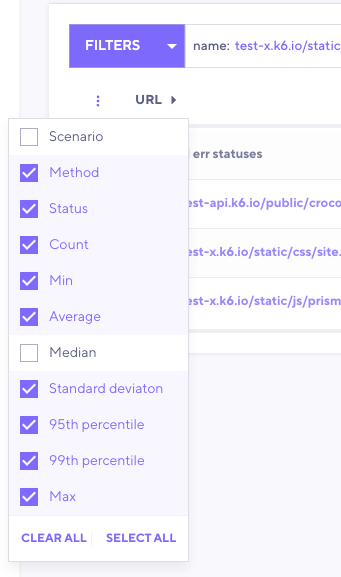 FILTERS
name: test-x.k6.io/static
URL
Scenario
err statuses
Method
est-api.k6.io/public/croco
Status
Count
est-x.k6.io/static/css/site.
Min
est-x.k6.io/static/js/prism
Average
Median
Standard deviaton
95th percentile
99th percentile
Max
CLEAR ALL
SELECT ALL